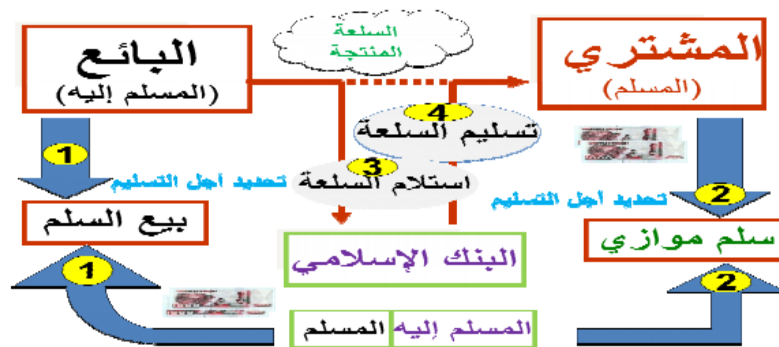 السلعة
المنتجة
المشتري
(المسلم)
البائع
(المسلم إليه)
4
تسليم السلعة
1
3
استلام السلعة
تحديد أجل التسليم
2
تحديد أجل التسليم
بيع السلم
سلم موازي
البنك الإسلامي
1
2
المسلم إليه
المسلم